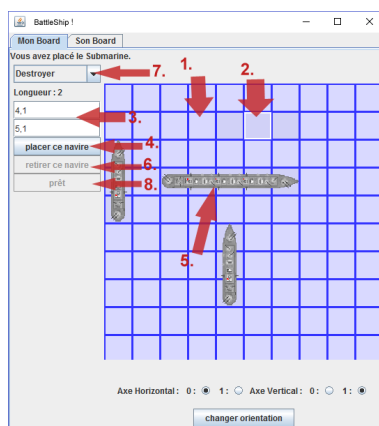 BattleShip !
Mon Board Son Board
Vous avez placé le Submarine.
1.
2.
Destroyer
7.
Longueur : 2
4,1
3.
5,1
placer ce navire
4.
retirer ce navire
6.
prêt
8.
5.
Axe Horizontal : 0 : 1 : Axe Vertical : 0 : 1 :
changer orientation